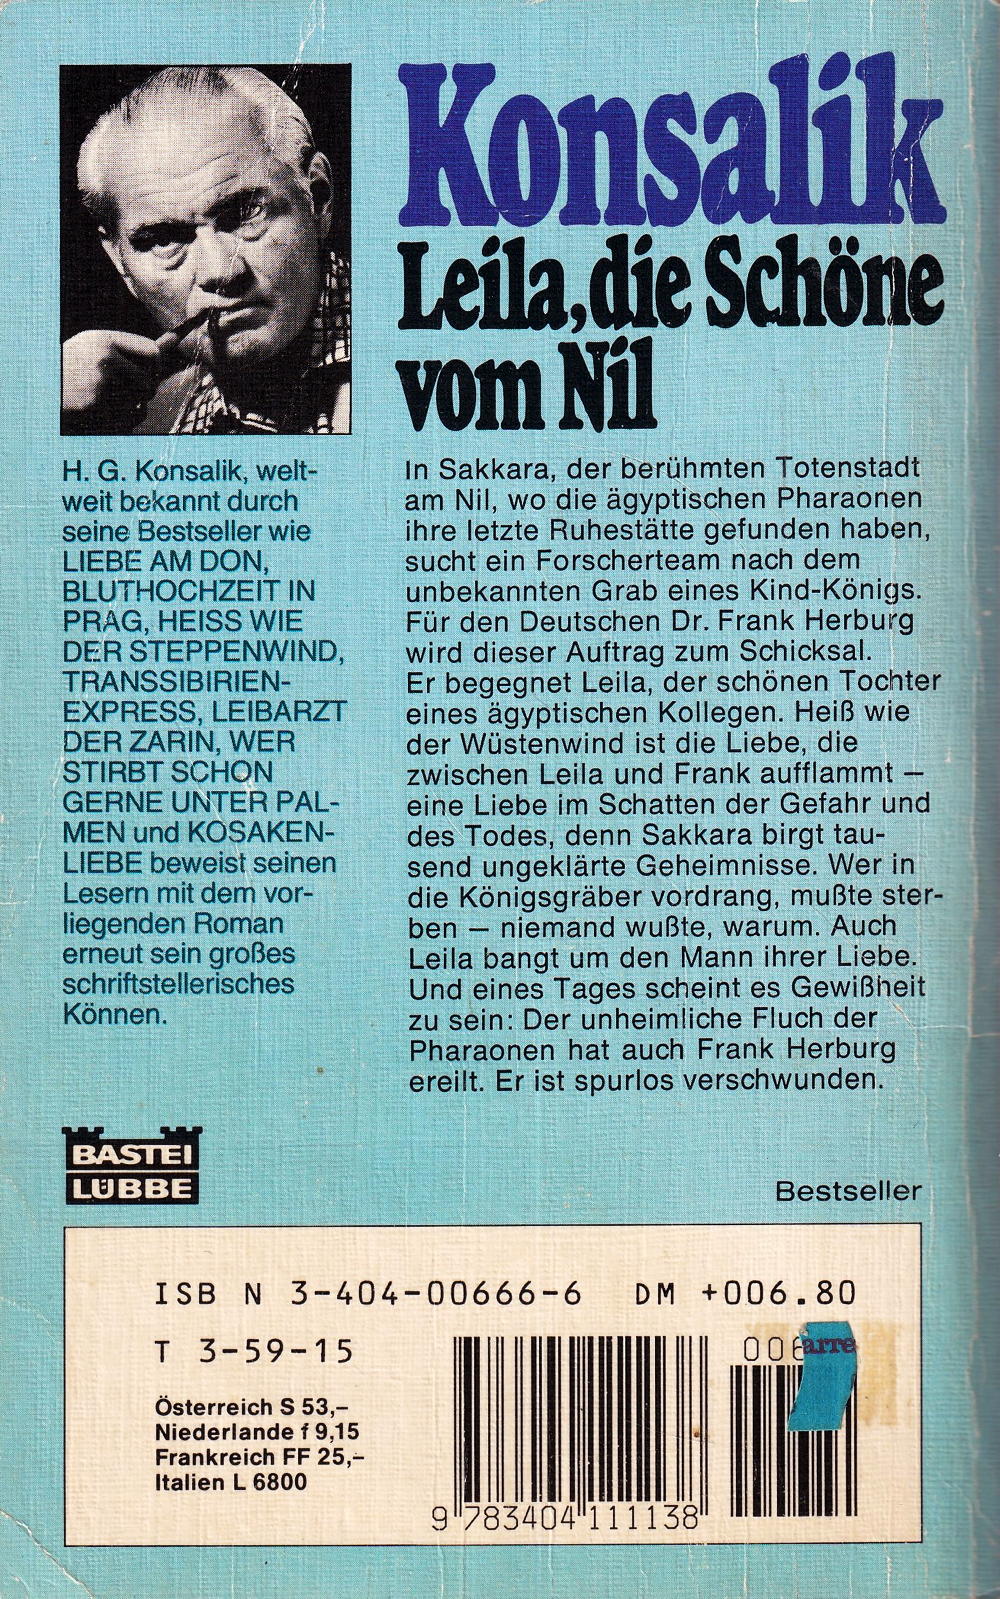 Konsalik
Leila, die Schöne
vom Nil
H. G. Konsalik, welt-
weit bekannt durch
seine Bestseller wie
LIEBE AM DON,
BLUTHOCHZEIT IN
PRAG, HEISS WIE
DER STEPPENWIND,
TRANSSIBIRIEN-
EXPRESS, LEIBARZT
DER ZARIN, WER
STIRBT SCHON
GERNE UNTER PAL-
MEN und KOSAKEN-
LIEBE beweist seinen
Lesern mit dem vor-
liegenden Roman
erneut sein großes
schriftstellerisches
Können.
In Sakkara, der berühmten Totenstadt
am Nil, wo die ägyptischen Pharaonen
ihre letzte Ruhestätte gefunden haben,
sucht ein Forscherteam nach dem
unbekannten Grab eines Kind-Königs.
Für den Deutschen Dr. Frank Herburg
wird dieser Auftrag zum Schicksal.
Er begegnet Leila, der schönen Tochter
eines ägyptischen Kollegen. Heiß wie
der Wüstenwind ist die Liebe, die
zwischen Leila und Frank aufflammt —
eine Liebe im Schatten der Gefahr und
des Todes, denn Sakkara birgt tau-
send ungeklärte Geheimnisse. Wer in
die Königsgräber vordrang, mußte ster-
ben — niemand wußte, warum. Auch
Leila bangt um den Mann ihrer Liebe.
Und eines Tages scheint es Gewißheit
zu sein: Der unheimliche Fluch der
Pharaonen hat auch Frank Herburg
ereilt. Er ist spurlos verschwunden.
BASTEI
LÜBBE
Bestseller
ISB N 3-404-00666-6 DM +006.80
T 3-59-15
006
arre
Österreich S 53,–
Niederlande f 9,15
Frankreich FF 25,–
Italien L 6800
9 783404 111138